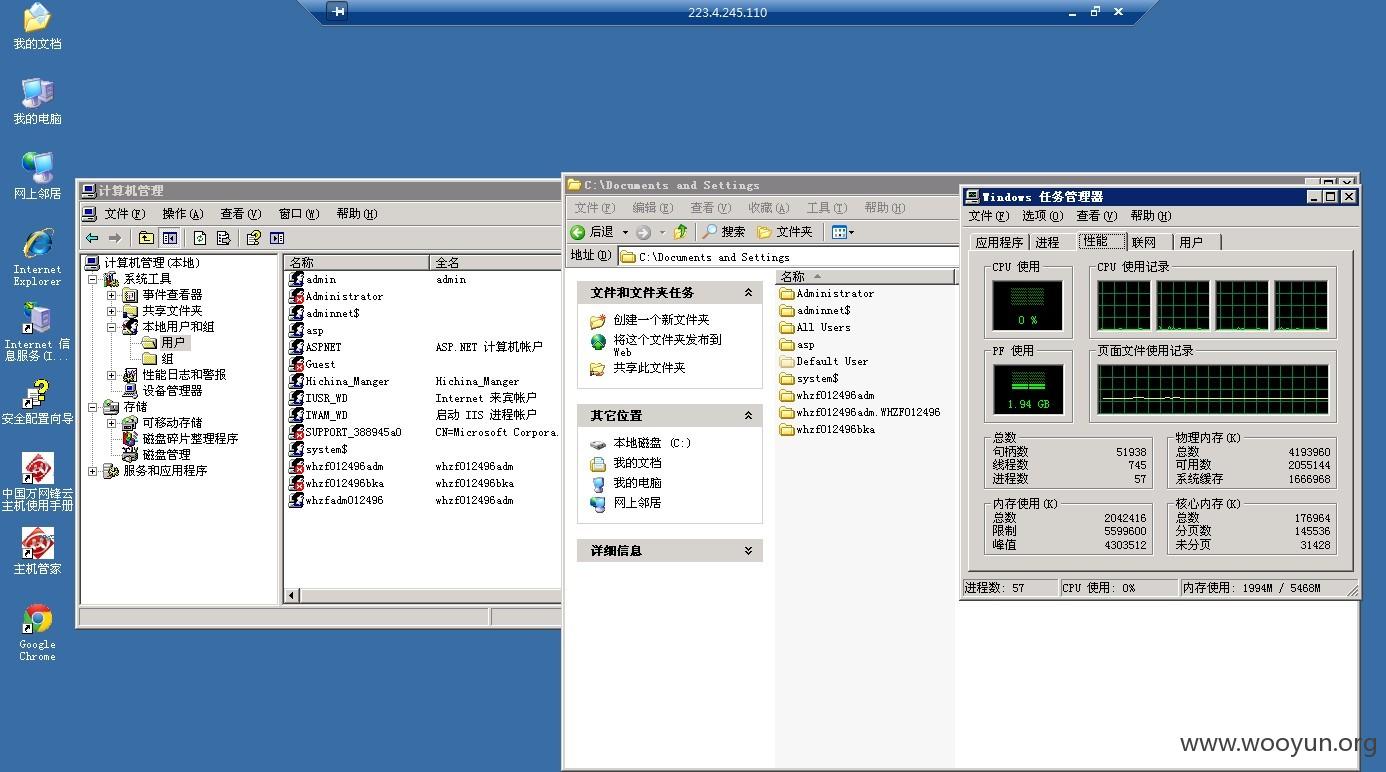 223.4.245.110
我的文档
我的电脑
网上邻居
Internet
Explorer
Internet 信
息服务(I...
安全配置向导
中国万网锋云
主机使用手册
主机管家
Google
Chrome
计算机管理
文件(F) 操作(A) 查看(V) 窗口(W) 帮助(H)
计算机管理(本地)
系统工具
事件查看器
共享文件夹
本地用户和组
用户
组
性能日志和警报
设备管理器
存储
可移动存储
磁盘碎片整理程序
磁盘管理
服务和应用程序
名称 全名
admin admin
Administrator
adminnet$
asp
ASPNET ASP.NET 计算机帐户
Guest
Hichina_Manger Hichina_Manger
IUSR_WD Internet 来宾帐户
IWAM_WD 启动 IIS 进程帐户
SUPPORT_388945a0 CN=Microsoft Corpora.
system$
whzf012496adm whzf012496adm
whzf012496bka whzf012496bka
whzfadm012496 whzf012496adm
C:\Documents and Settings
文件(F) 编辑(E) 查看(V) 收藏(A) 工具(T) 帮助(H)
后退 搜索 文件夹
地址(D) C:\Documents and Settings
文件和文件夹任务
创建一个新文件夹
将这个文件夹发布到
Web
共享此文件夹
其它位置
本地磁盘 (C:)
我的文档
我的电脑
网上邻居
详细信息
名称
Administrator
adminnet$
All Users
asp
Default User
system$
whzf012496adm
whzf012496adm.WHZF012496
whzf012496bka
Windows 任务管理器
文件(F) 选项(O) 查看(V) 帮助(H)
应用程序 进程 性能 联网 用户
CPU 使用 CPU 使用记录
0 %
PF 使用 页面文件使用记录
1.94 GB
总数
句柄数 51938
线程数 745
进程数 57
物理内存(K)
总数 4193960
可用数 2055144
系统缓存 1666968
内存使用(K)
总数 2042416
限制 5599600
峰值 4303512
核心内存(K)
总数 176964
分页数 145536
未分页 31428
进程数: 57 CPU 使用: 0% 内存使用: 1994M / 5468M
www.wooyun.org